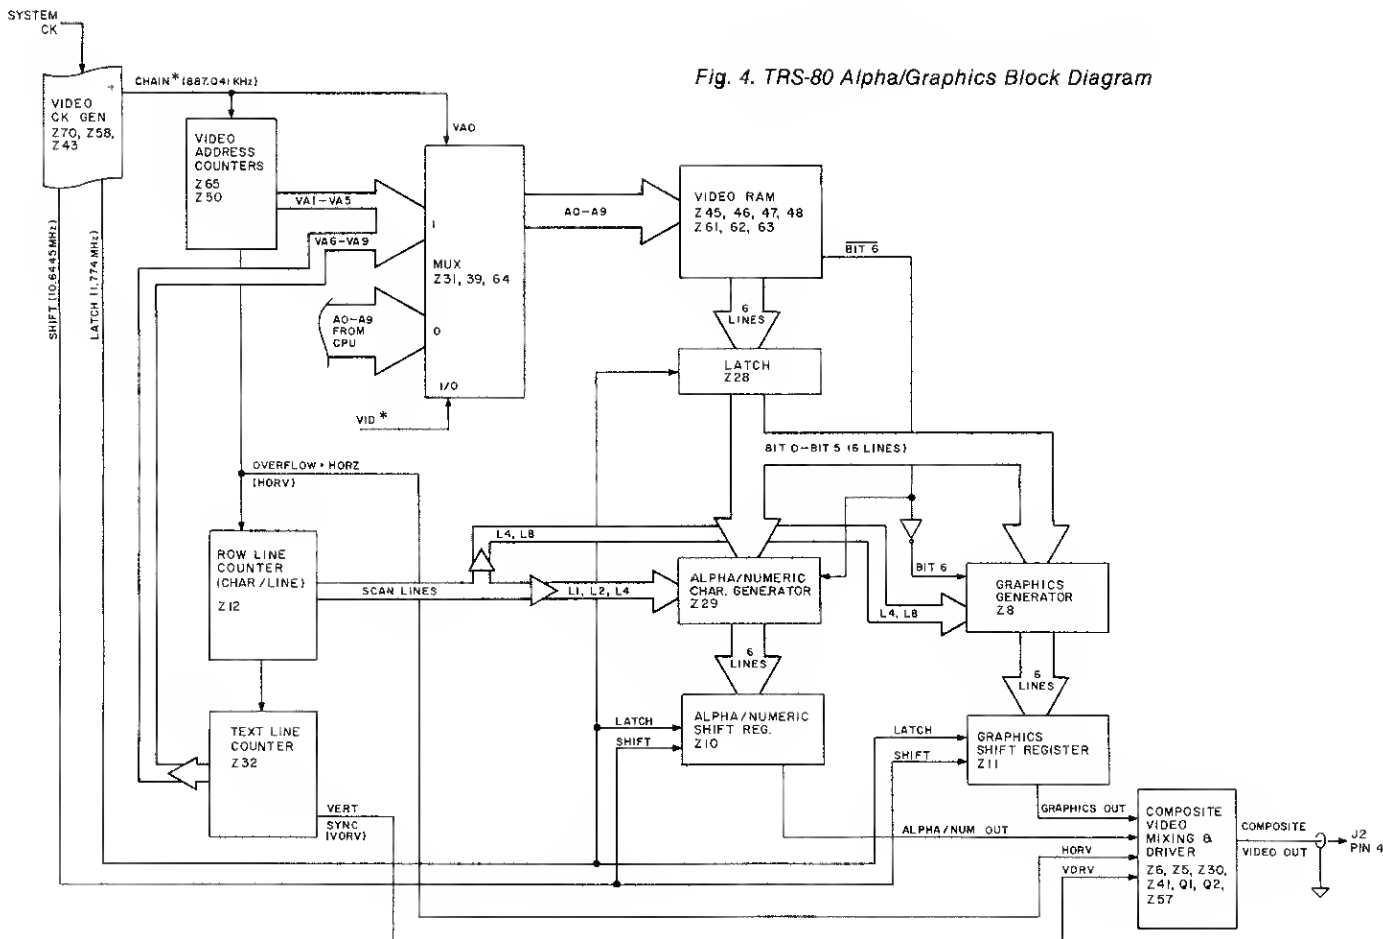 SYSTEM
CK
Fig. 4. TRS-80 Alpha/Graphics Block Diagram
CHAIN* (887.041 KHz)
4
VIDEO
CK GEN
Z70, Z58,
Z43
VIDEO
ADDRESS
COUNTERS
Z65
Z50
VA0
VA1-VA5
VA6-VA9
1
MUX
Z31, 39, 64
0
1/0
A0-A9
FROM
CPU
VID*
A0-A9
VIDEO RAM
Z45, 46, 47, 48
Z61, 62, 63
BIT 6
6
LINES
LATCH
Z28
BIT 0-BIT 5 (6 LINES)
SHIFT (10.6445 MHz)
LATCH (1.774 MHz)
OVERFLOW • HORZ
(HORV)
ROW LINE
COUNTER
(CHAR/LINE)
Z12
SCAN LINES
L4, L8
L1, L2, L4
ALPHA/NUMERIC
CHAR. GENERATOR
Z29
BIT 6
L4, L8
GRAPHICS
GENERATOR
Z8
6
LINES
6
LINES
TEXT LINE
COUNTER
Z32
VERT
SYNC
(VORV)
LATCH
SHIFT
ALPHA/NUMERIC
SHIFT REG.
Z10
LATCH
SHIFT
GRAPHICS
SHIFT REGISTER
Z11
GRAPHICS OUT
ALPHA/NUM OUT
HORV
VDRV
COMPOSITE
VIDEO
MIXING &
DRIVER
Z6, Z5, Z30,
Z41, Q1, Q2,
Z57
COMPOSITE
VIDEO OUT
J2
PIN 4